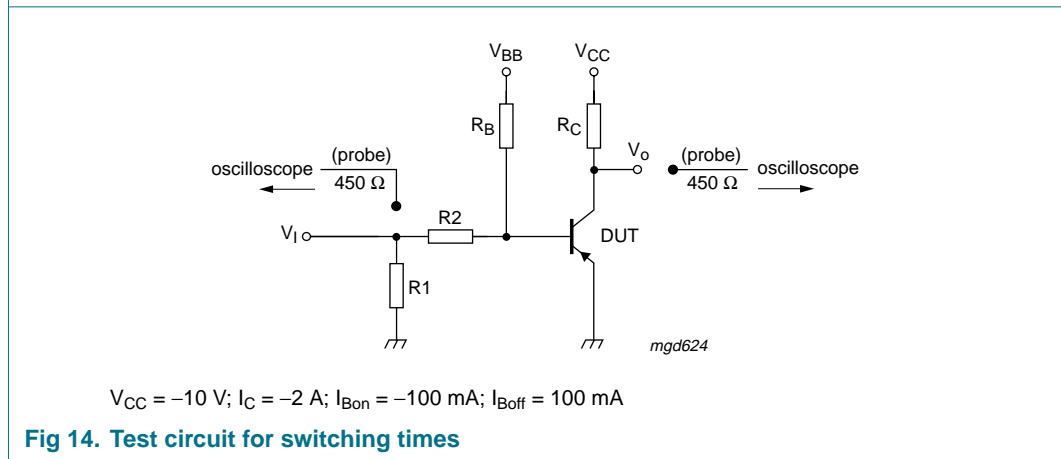 VBB
VCC
RB
RC
Vo
(probe)
oscilloscope
450 Ω
(probe)
oscilloscope
450 Ω
R2
VI
DUT
R1
mgd624
VCC = −10 V; IC = −2 A; IBon = −100 mA; IBoff = 100 mA
Fig 14. Test circuit for switching times